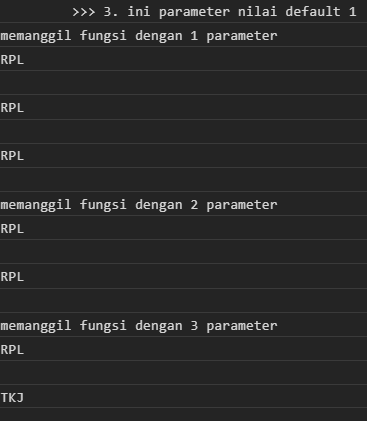 >>> 3. ini parameter nilai default 1
memanggil fungsi dengan 1 parameter
RPL
RPL
RPL
memanggil fungsi dengan 2 parameter
RPL
RPL
memanggil fungsi dengan 3 parameter
RPL
TKJ